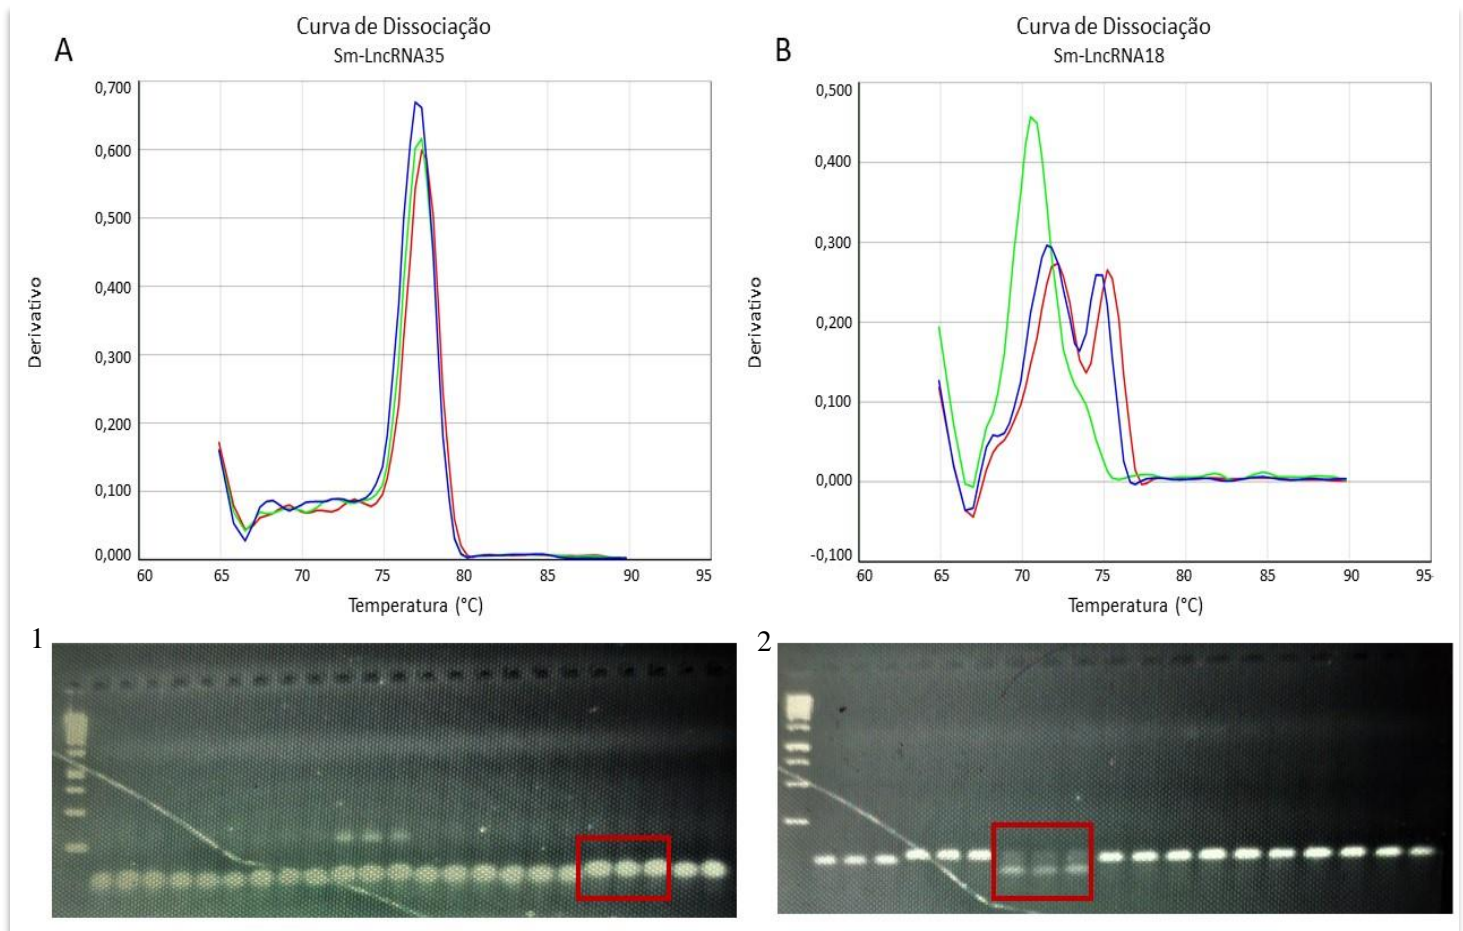 A
Curva de Dissociação
Sm-LncRNA35
0,700
0,600
0,500
0,400
0,300
0,200
0,100
0,000
Derivativo
60 65 70 75 80 85 90 95
Temperatura (°C)
B
Curva de Dissociação
Sm-LncRNA18
0,500
0,400
0,300
0,200
0,100
0,000
-0,100
Derivativo
60 65 70 75 80 85 90 95
Temperatura (°C)
1
2